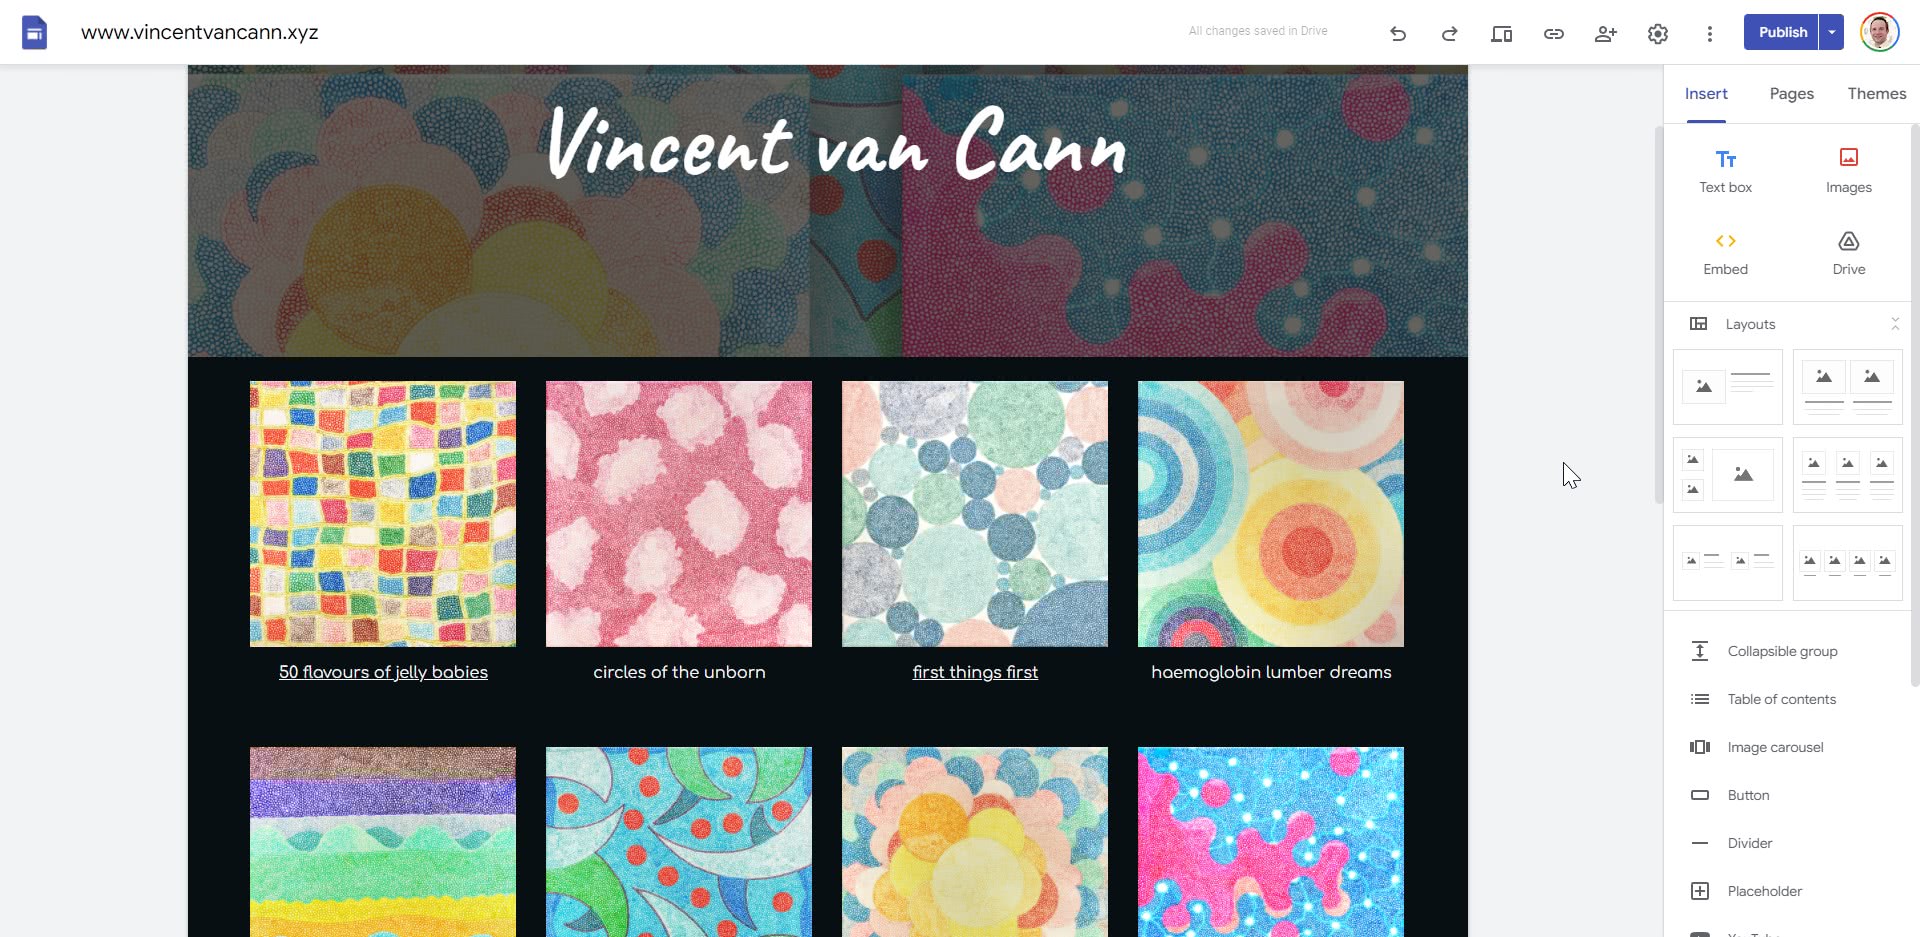 www.vincentvancann.xyz
All changes saved in Drive
Publish
Insert Pages Themes
Vincent van Cann
Text box Images
Embed Drive
Layouts
50 flavours of jelly babies
circles of the unborn
first things first
haemoglobin lumber dreams
Collapsible group
Table of contents
Image carousel
Button
Divider
Placeholder